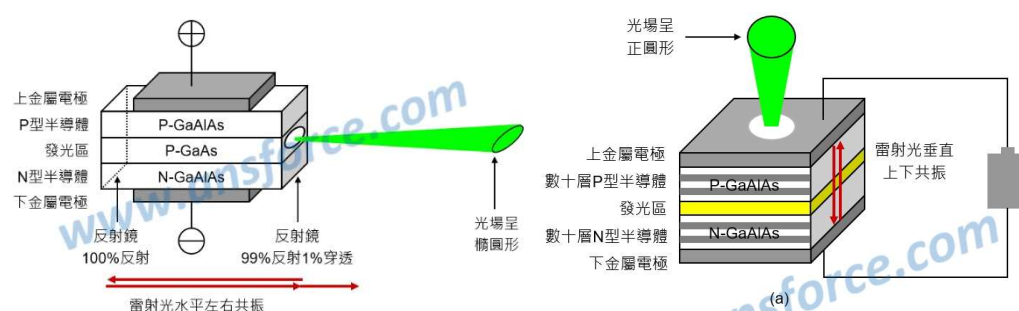 上金屬電極
P型半導體
發光區
N型半導體
下金屬電極
P-GaAlAs
P-GaAs
N-GaAlAs
反射鏡
100%反射
反射鏡
99%反射1%穿透
光場呈
橢圓形
雷射光水平左右共振
www.ansforce.com
光場呈
正圓形
上金屬電極
數十層P型半導體
發光區
數十層N型半導體
下金屬電極
P-GaAlAs
N-GaAlAs
雷射光垂直
上下共振
(a)
ansforce.com